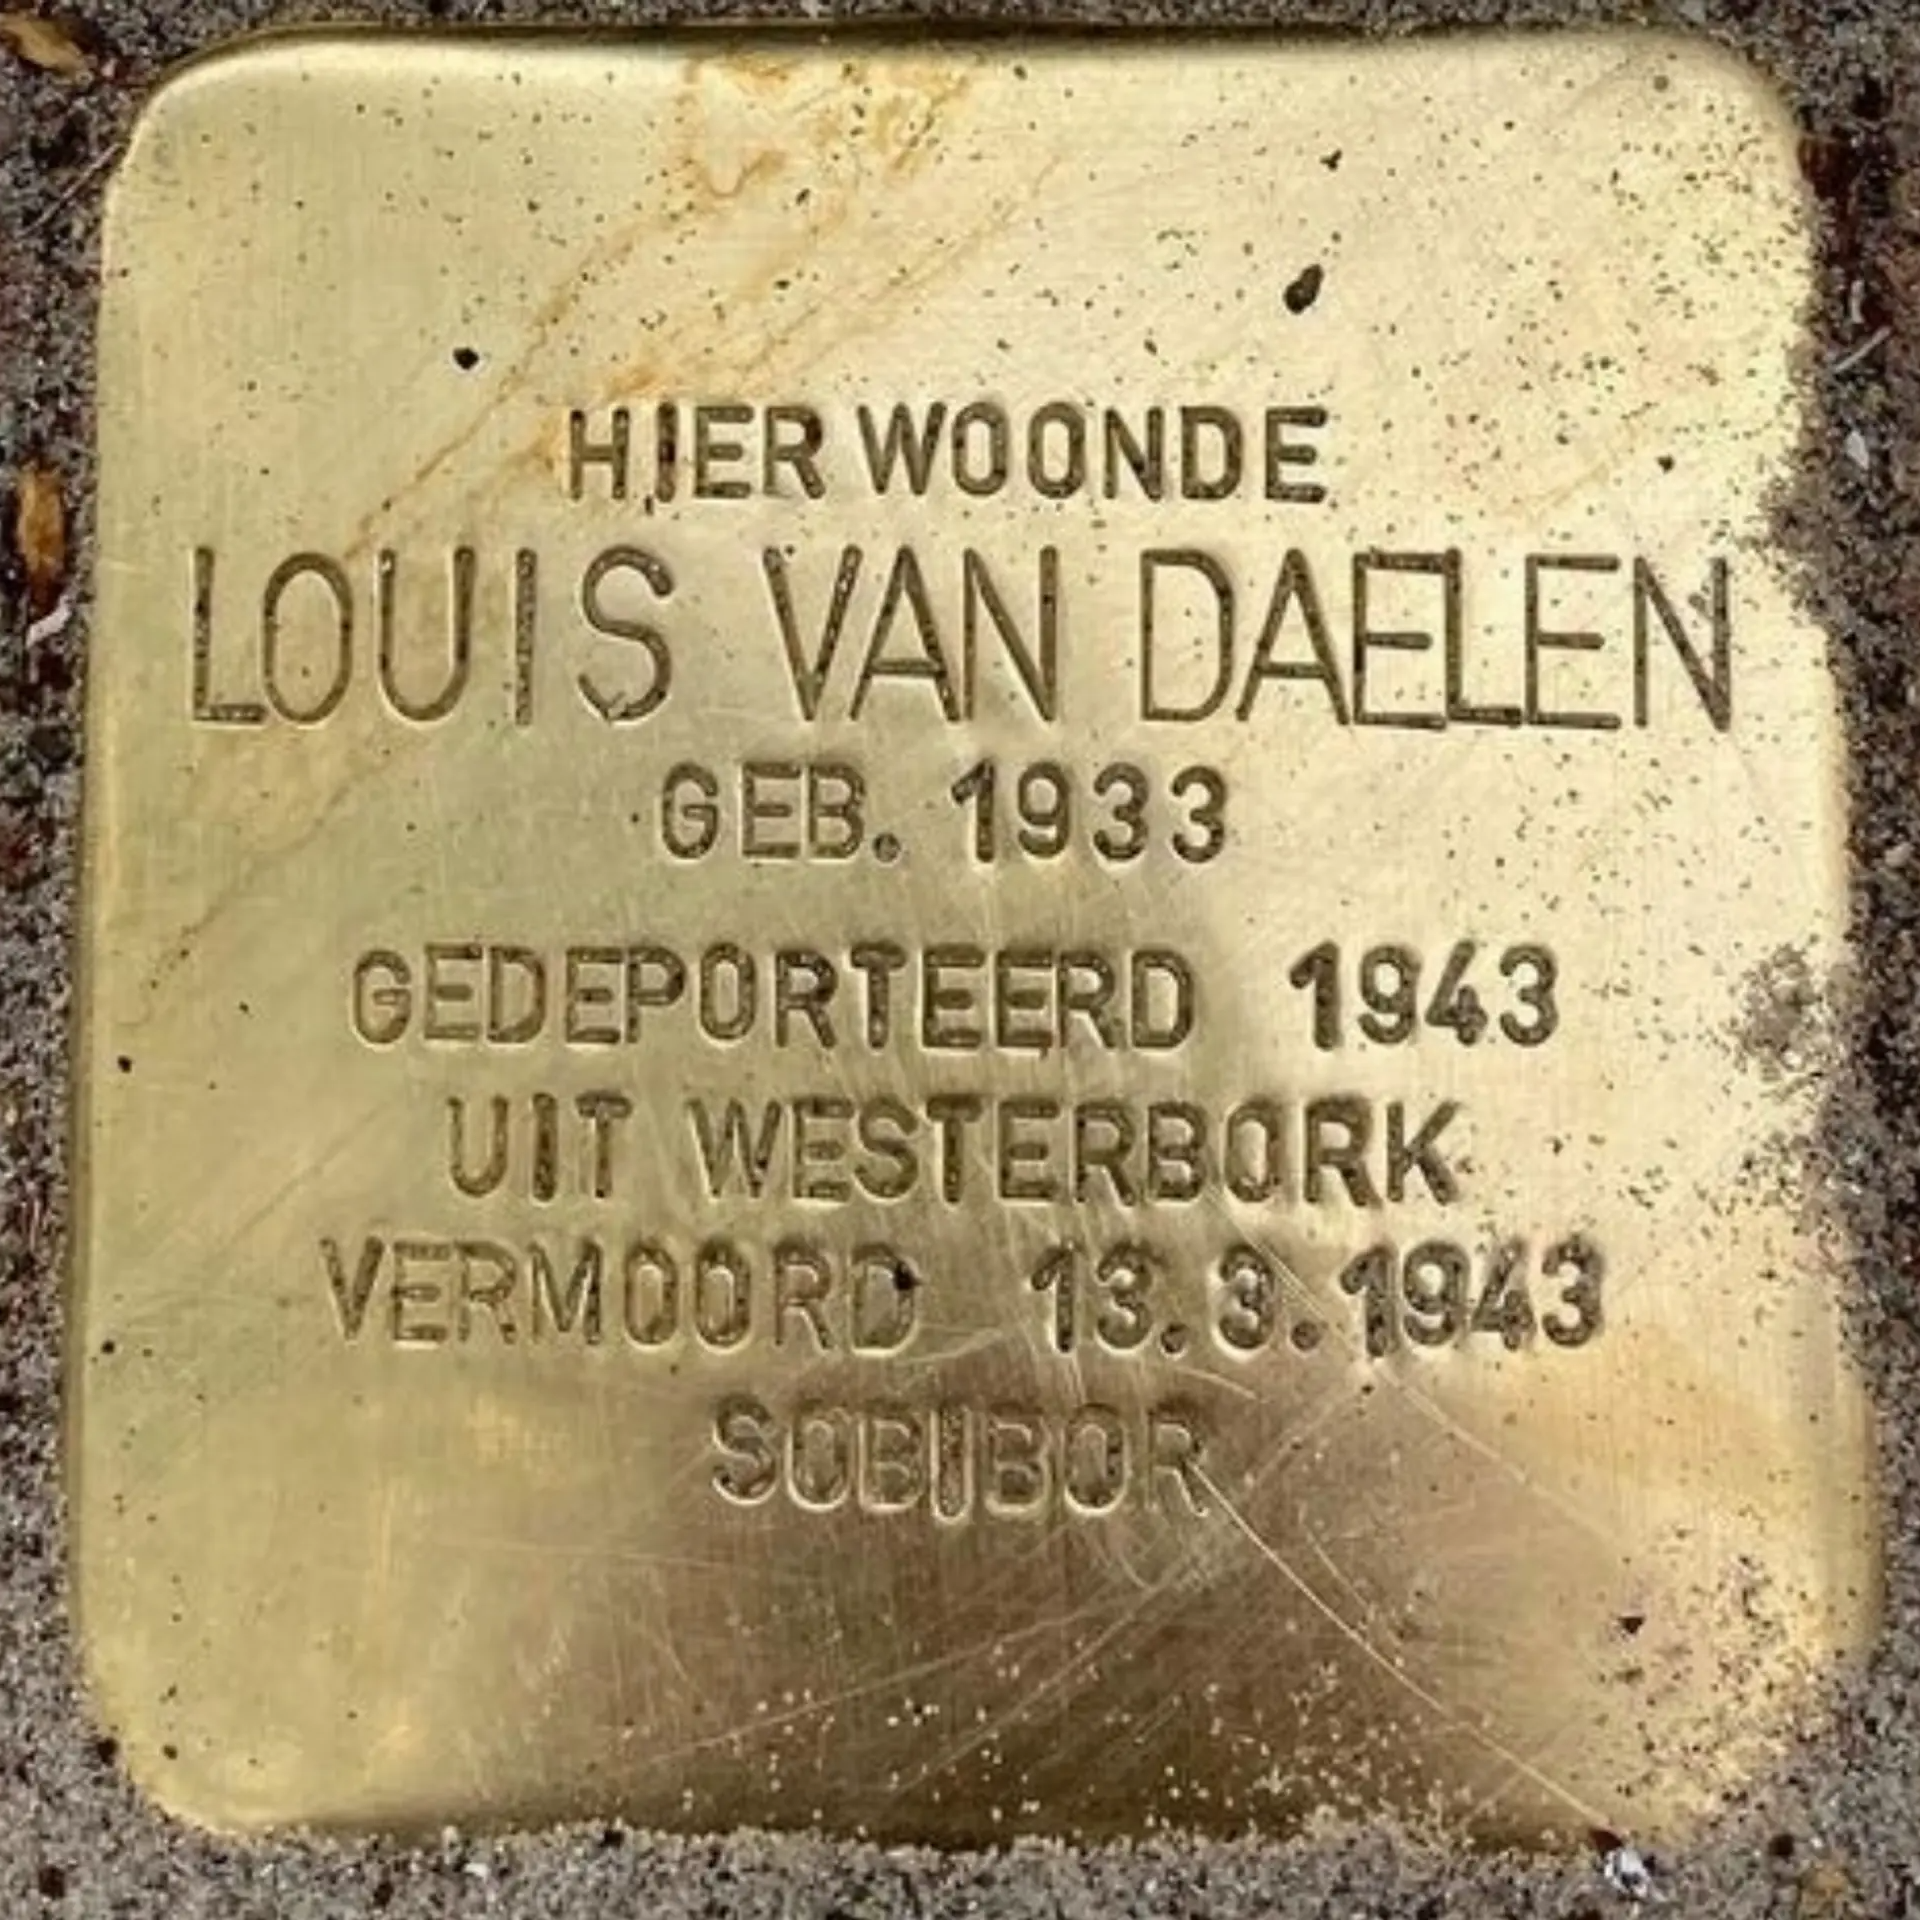 HIER WOONDE
LOUIS VAN DAELEN
GEB. 1933
GEDEPORTEERD 1943
UIT WESTERBORK
VERMOORD 13.3.1943
SOBIBOR